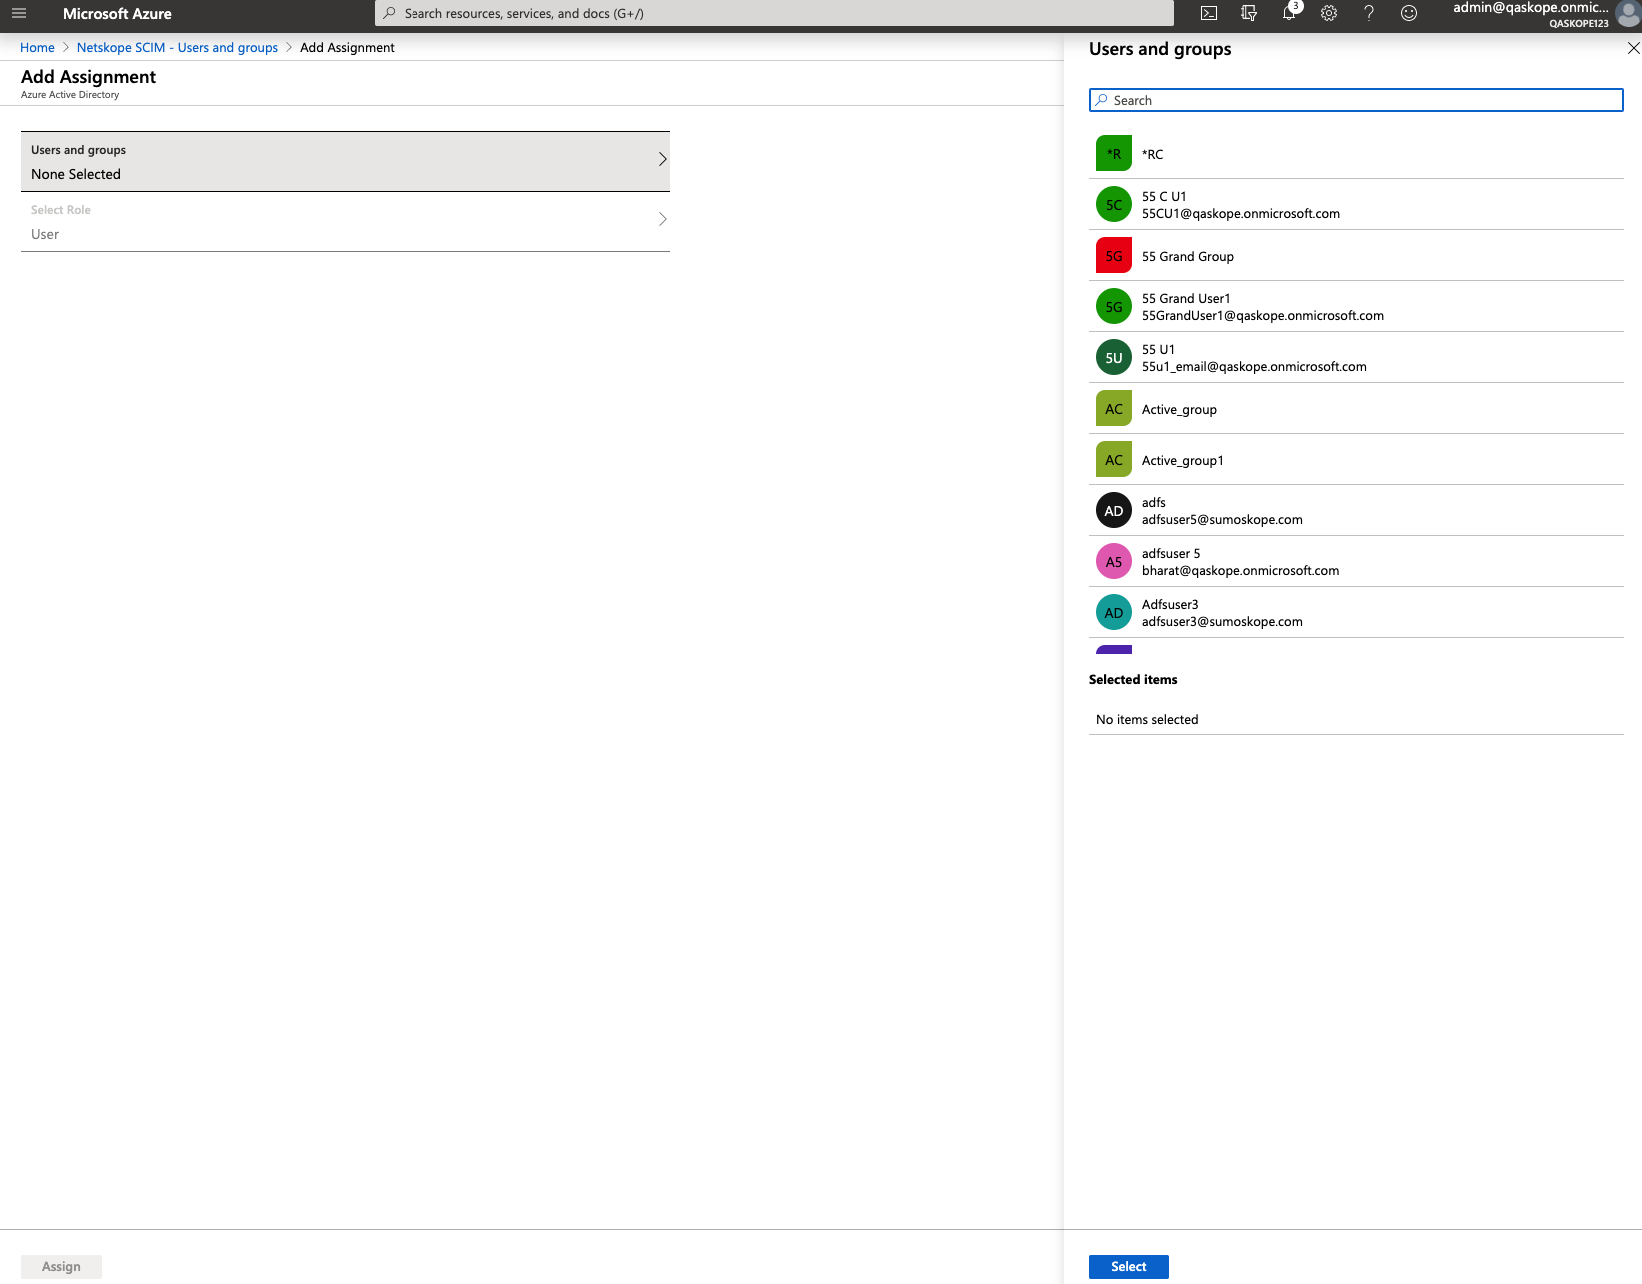 Microsoft Azure
Search resources, services, and docs (G+/)
3
admin@qaskope.onmic...
QASKOPE123
Home > Netskope SCIM - Users and groups > Add Assignment
Add Assignment
Azure Active Directory
Users and groups
None Selected
Select Role
User
Assign
Users and groups
Search
*R *RC
5C 55 C U1
55CU1@qaskope.onmicrosoft.com
5G 55 Grand Group
5G 55 Grand User1
55GrandUser1@qaskope.onmicrosoft.com
5U 55 U1
55u1_email@qaskope.onmicrosoft.com
AC Active_group
AC Active_group1
AD adfs
adfsuser5@sumoskope.com
A5 adfsuser 5
bharat@qaskope.onmicrosoft.com
AD Adfsuser3
adfsuser3@sumoskope.com
Selected items
No items selected
Select